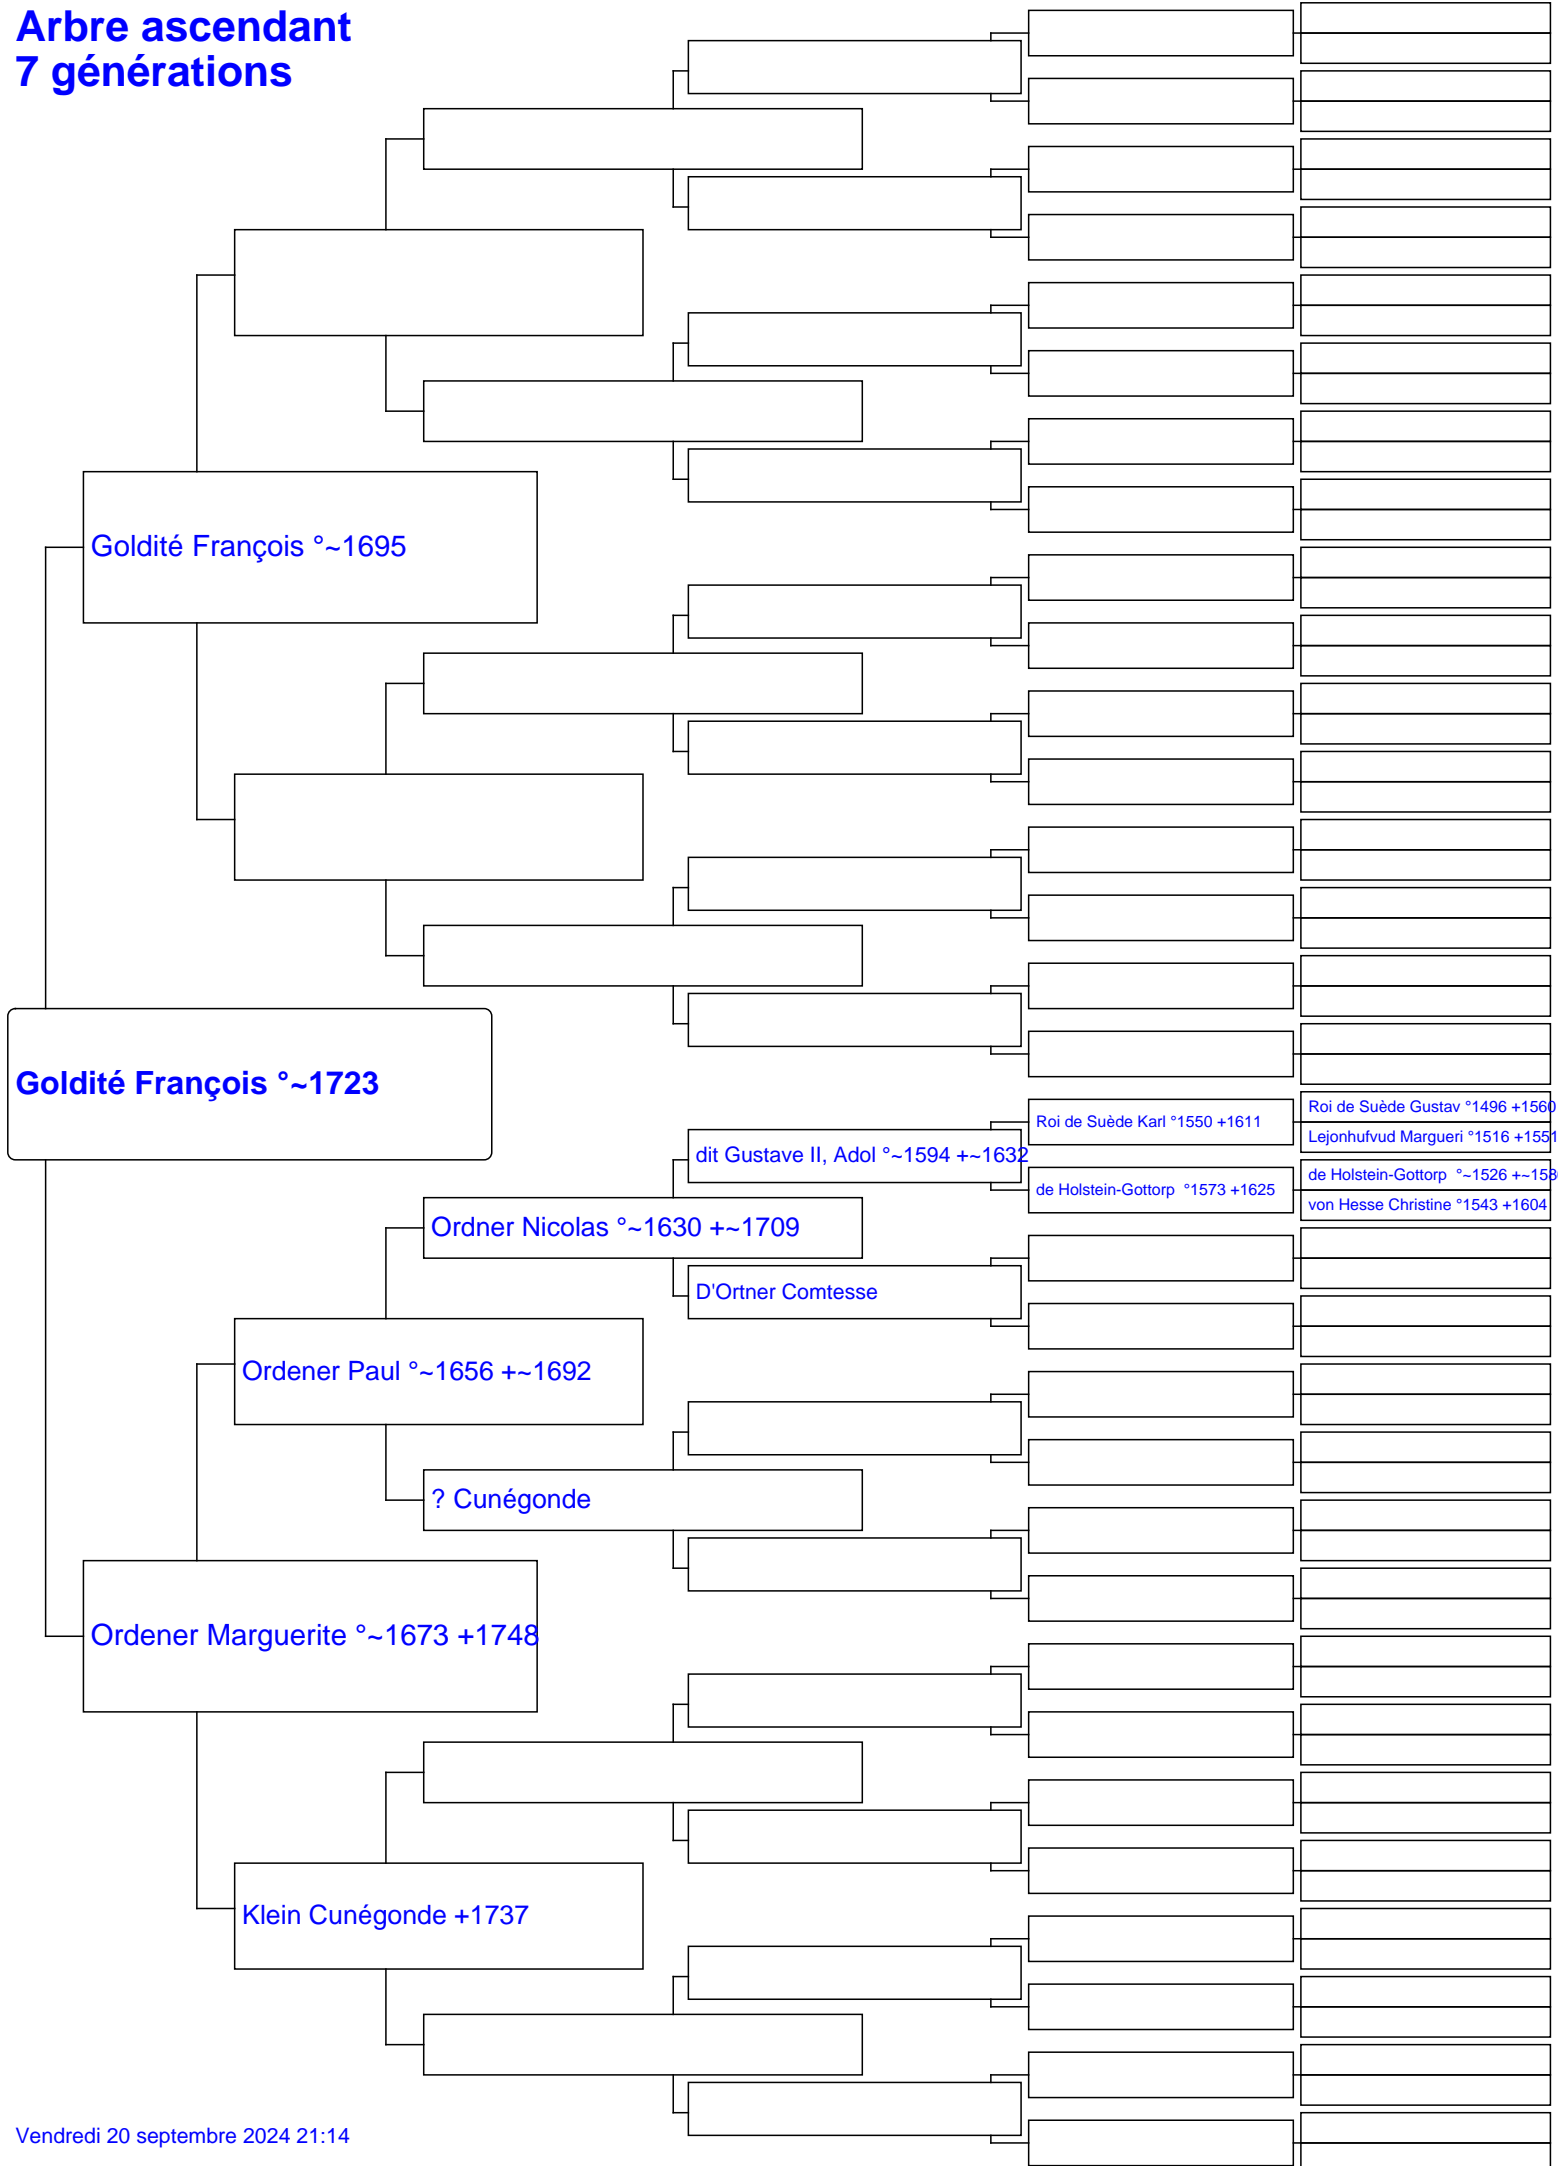 Arbre ascendant
7 générations
Goldité François °~1695
Goldité François °~1723
Roi de Suède Karl °1550 +1611
Roi de Suède Gustav °1496 +1560
Lejonhufvud Margueri °1516 +1551
dit Gustave II, Adol °~1594 +~1632
de Holstein-Gottorp °1573 +1625
de Holstein-Gottorp °~1526 +~158
von Hesse Christine °1543 +1604
Ordner Nicolas °~1630 +~1709
D'Ortner Comtesse
Ordener Paul °~1656 +~1692
? Cunégonde
Ordener Marguerite °~1673 +1748
Klein Cunégonde +1737
Vendredi 20 septembre 2024 21:14